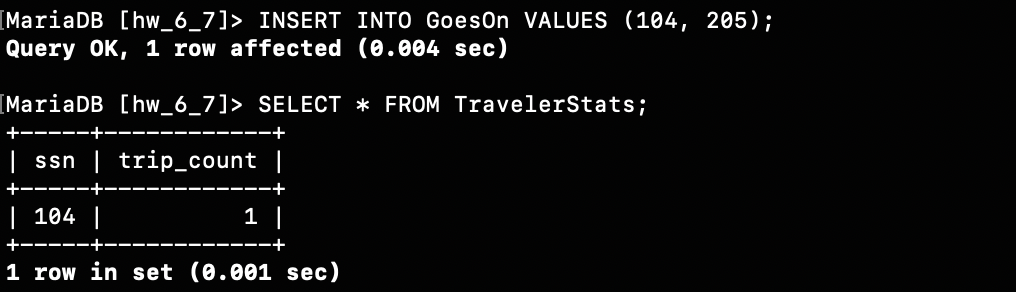 [MariaDB [hw_6_7]> INSERT INTO GoesOn VALUES (104, 205);
Query OK, 1 row affected (0.004 sec)
[MariaDB [hw_6_7]> SELECT * FROM TravelerStats;
+-----+------------+
| ssn | trip_count |
+-----+------------+
| 104 |          1 |
+-----+------------+
1 row in set (0.001 sec)